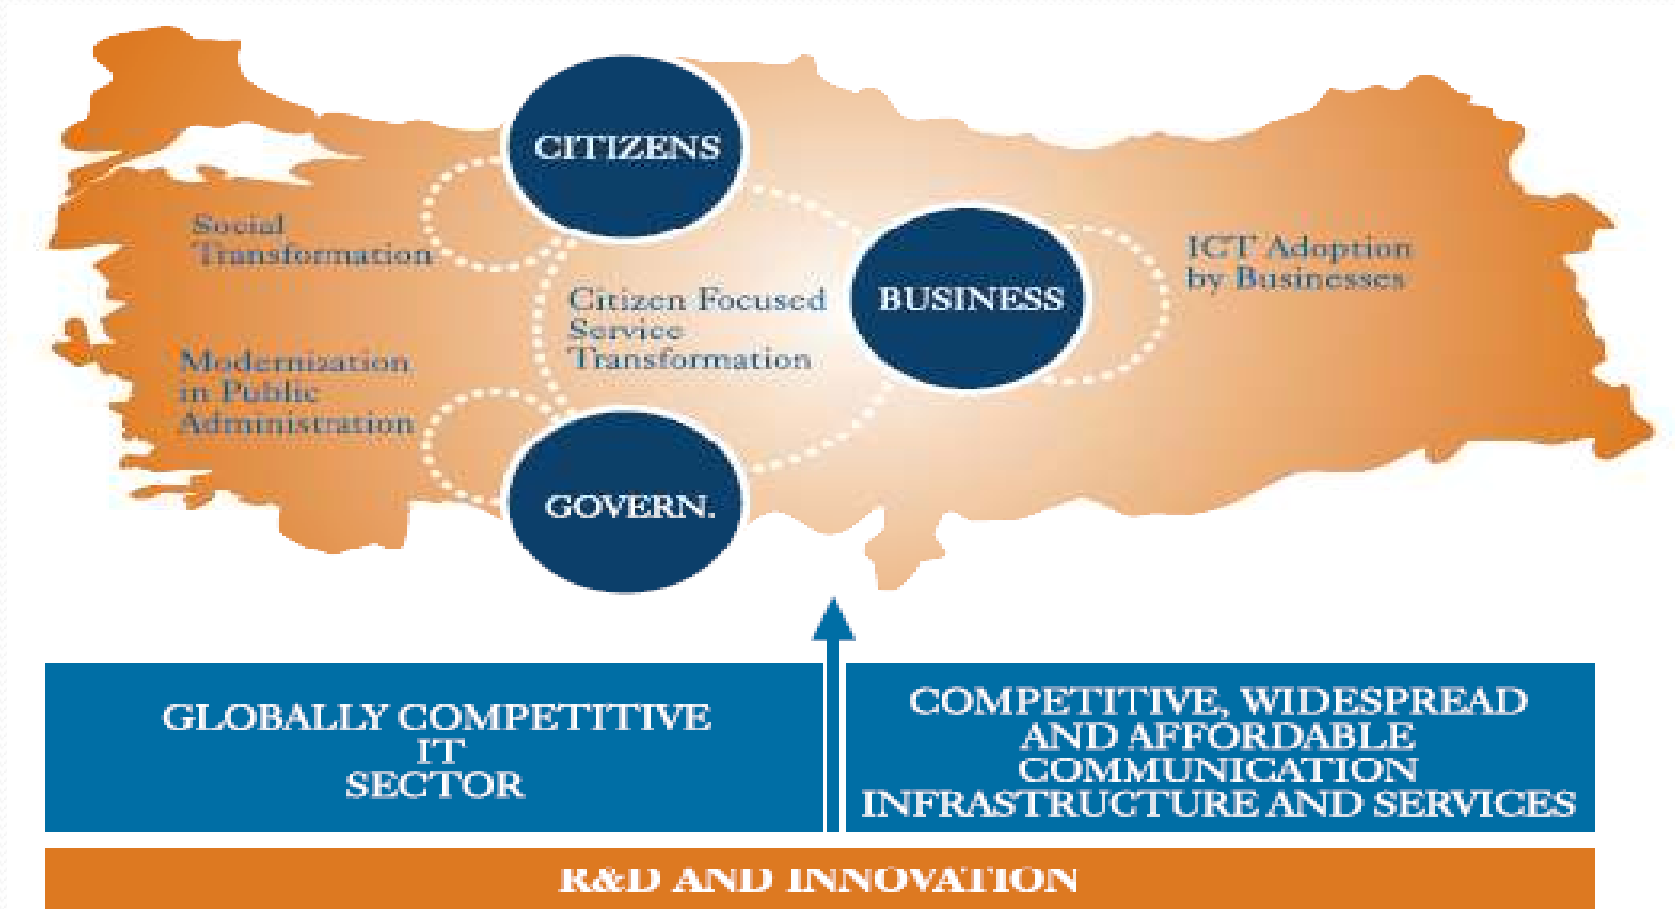 CITIZENS
Social
Transformation
Citizen Focused
Service
Transformation
BUSINESS
ICT Adoption
by Businesses
Modernization
in Public
Administration
GOVERN.
GLOBALLY COMPETITIVE
IT
SECTOR
COMPETITIVE, WIDESPREAD
AND AFFORDABLE
COMMUNICATION
INFRASTRUCTURE AND SERVICES
R&D AND INNOVATION